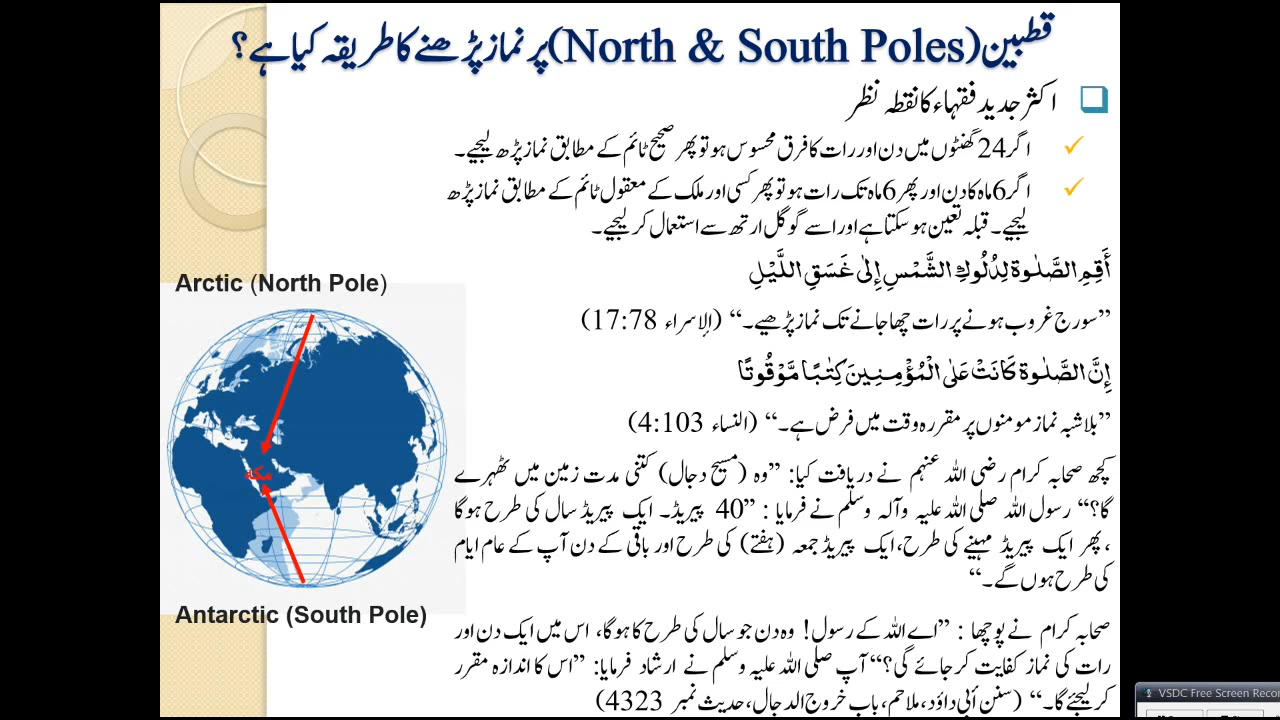 قطبین (North & South Poles) پر نماز پڑھنے کا طریقہ کیا ہے؟
اکثر جدید فقہاء کا نقطہ نظر
اگر 24 گھنٹوں میں دن اور رات کا فرق محسوس ہو تو پھر صحیح ٹائم کے مطابق نماز پڑھ لیجیے۔
اگر 6 ماہ کا دن اور پھر 6 ماہ تک رات ہو تو پھر کسی اور ملک کے معقول ٹائم کے مطابق نماز پڑھ
لیجیے۔ قبلہ تعین ہو سکتا ہے اور اسے گوگل ارتھ سے استعمال کر لیجیے۔
أَقِمِ الصَّلٰوة لِدُلُوكِ الشَّمْسِ إِلىٰ غَسَقِ اللَّيْلِ
”سورج غروب ہونے پر رات چھا جانے تک نماز پڑھیے۔“ (الإسراء 17:78)
إِنَّ الصَّلٰوة كَانَتْ عَلَى الْمُؤْمِنِينَ كِتٰبًا مَّوْقُوتًا
”بلاشبہ نماز مومنوں پر مقررہ وقت میں فرض ہے۔“ (النساء 4:103)
کچھ صحابہ کرام رضی اللہ عنہم نے دریافت کیا: ”وہ (مسیح دجال) کتنی مدت زمین میں ٹھہرے
گا؟“ رسول اللہ صلی اللہ علیہ وآلہ وسلم نے فرمایا : ”40 پیریڈ۔ ایک پیریڈ سال کی طرح ہو گا
، پھر ایک پیریڈ مہینے کی طرح، ایک پیریڈ جمعہ (ہفتے) کی طرح اور باقی کے دن آپ کے عام ایام
کی طرح ہوں گے۔“
صحابہ کرام نے پوچھا : ”اے اللہ کے رسول! وہ دن جو سال کی طرح کا ہو گا، اس میں ایک دن اور
رات کی نماز کفایت کر جائے گی؟“ آپ صلی اللہ علیہ وسلم نے ارشاد فرمایا: ”اس کا اندازہ مقرر
کر لیجئے گا۔“ (سنن أبی داؤد، ملاحم، باب خروج الدجال، حدیث نمبر 4323)
Arctic (North Pole)
مکہ
Antarctic (South Pole)
VSDC Free Screen Recor